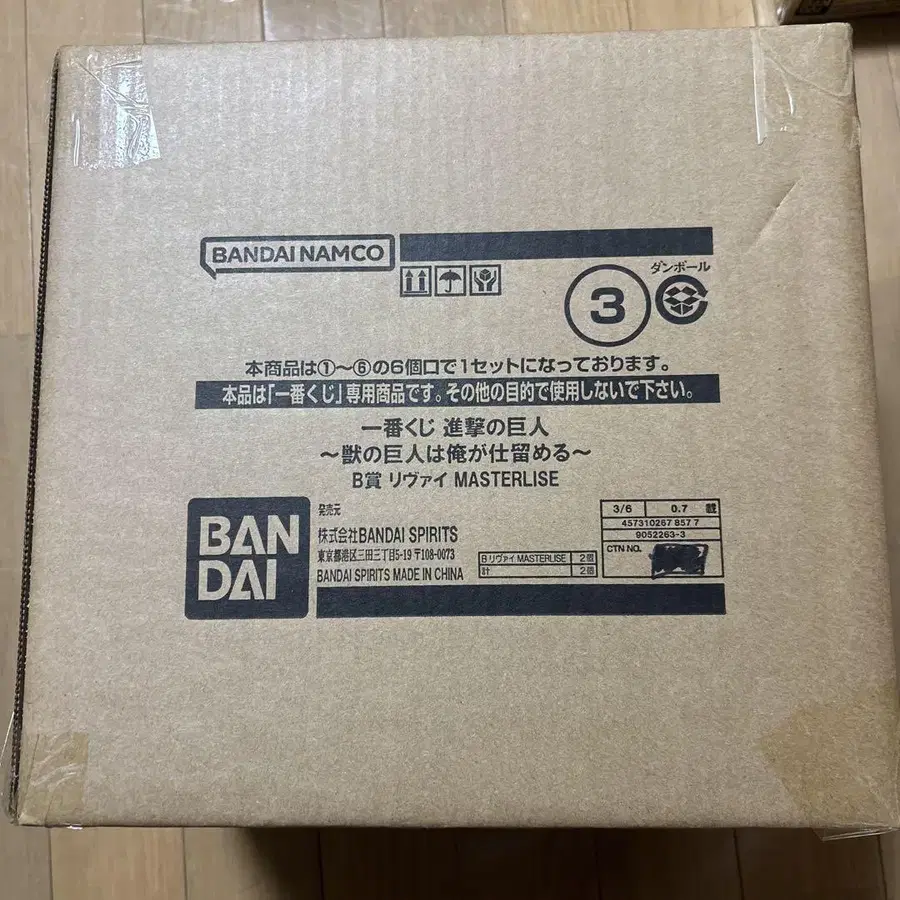 BANDAI NAMCO
ダンボール
3
本商品は①〜⑥の6個口で1セットになっております。
本品は「一番くじ」専用商品です。その他の目的で使用しないで下さい。
一番くじ 進撃の巨人
〜獣の巨人は俺が仕留める〜
B賞 リヴァイ MASTERLISE
BAN
DAI
発売元
株式会社BANDAI SPIRITS
東京都港区三田三丁目5-19 〒108-0073
BANDAI SPIRITS MADE IN CHINA
B リヴァイ MASTERLISE 2個
計 2個
3/6 0.7
457310267 857 7
9052263-3
CTN NO.